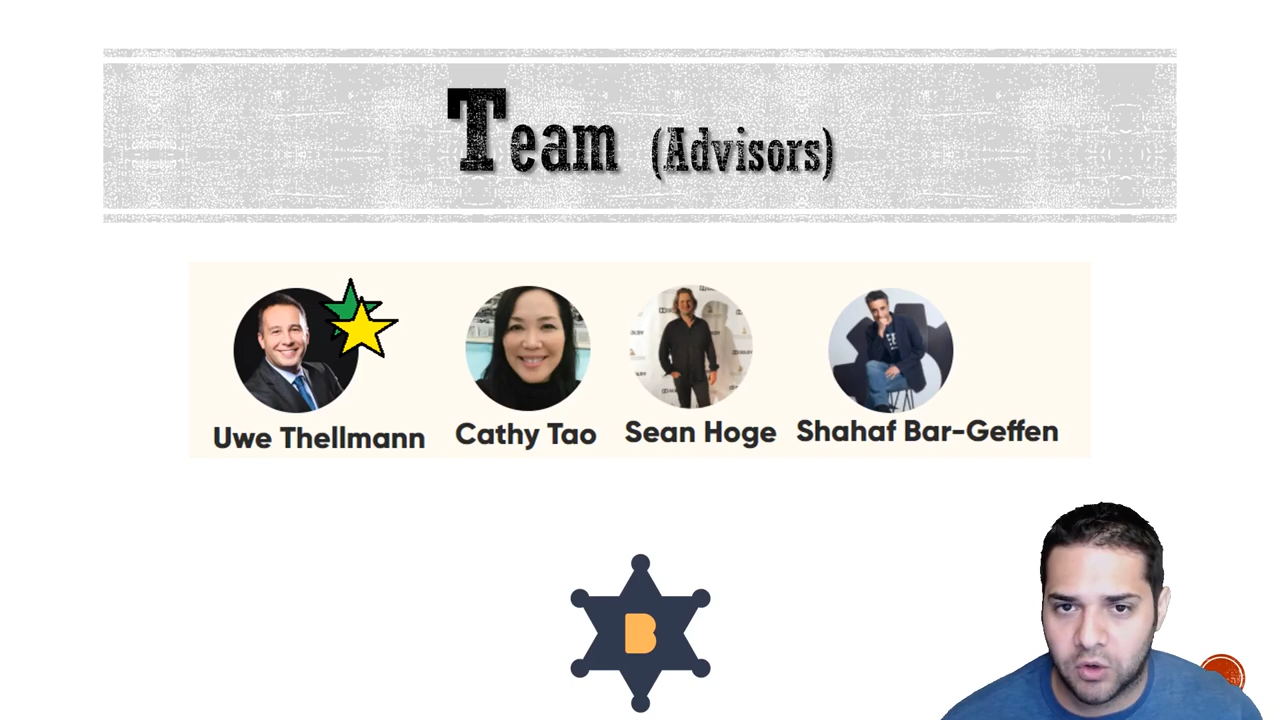 Team (Advisors)
Uwe Thellmann Cathy Tao Sean Hoge Shahaf Bar-Geffen
B